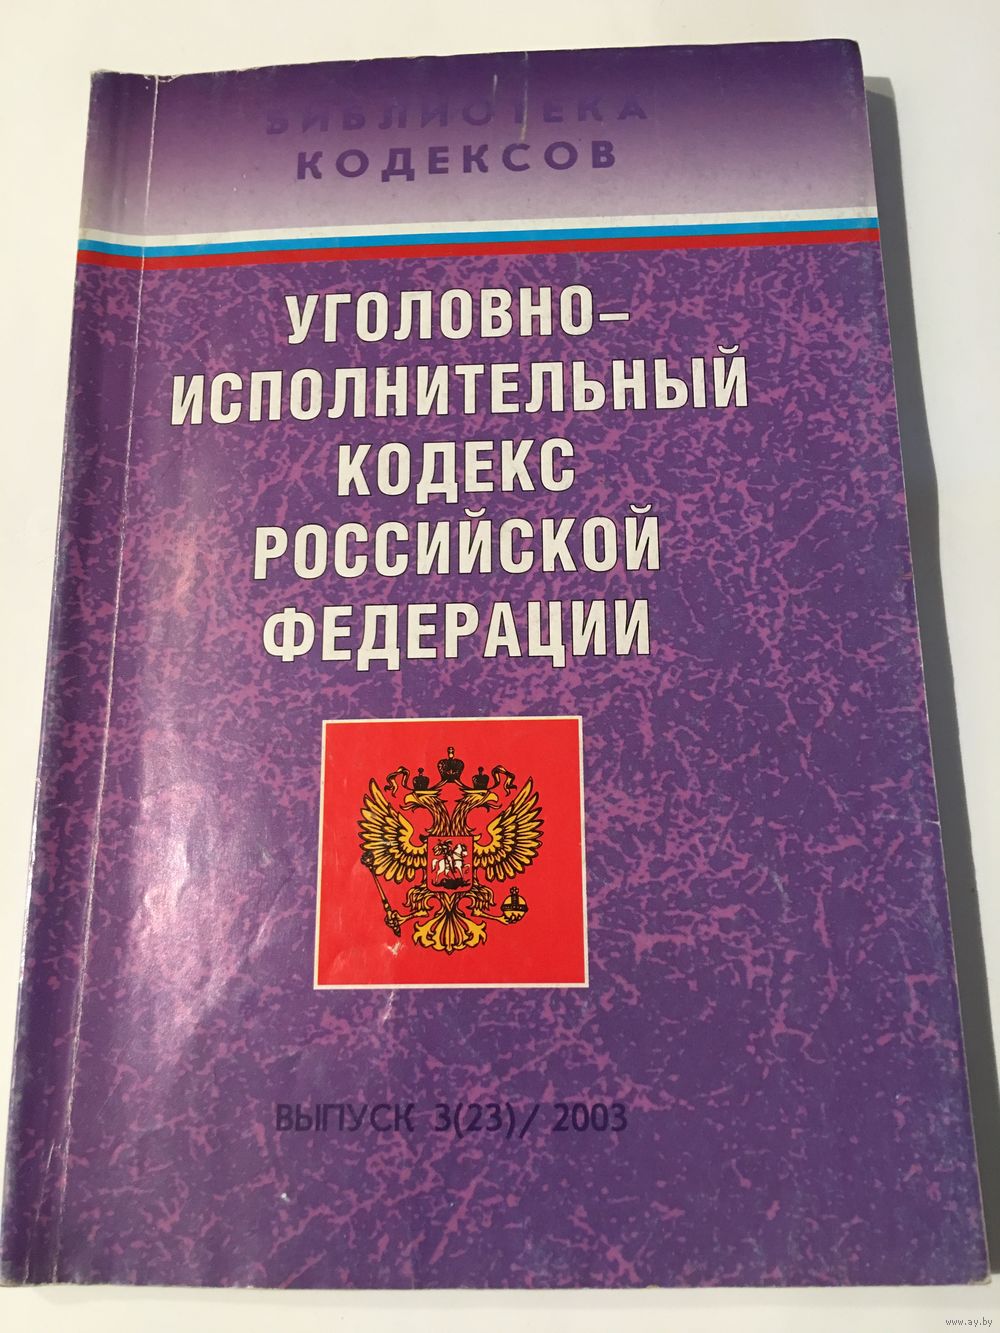 БИБЛИОТЕКА
КОДЕКСОВ
УГОЛОВНО-
ИСПОЛНИТЕЛЬНЫЙ
КОДЕКС
РОССИЙСКОЙ
ФЕДЕРАЦИИ
ВЫПУСК 3(23)/ 2003
www.ay.by